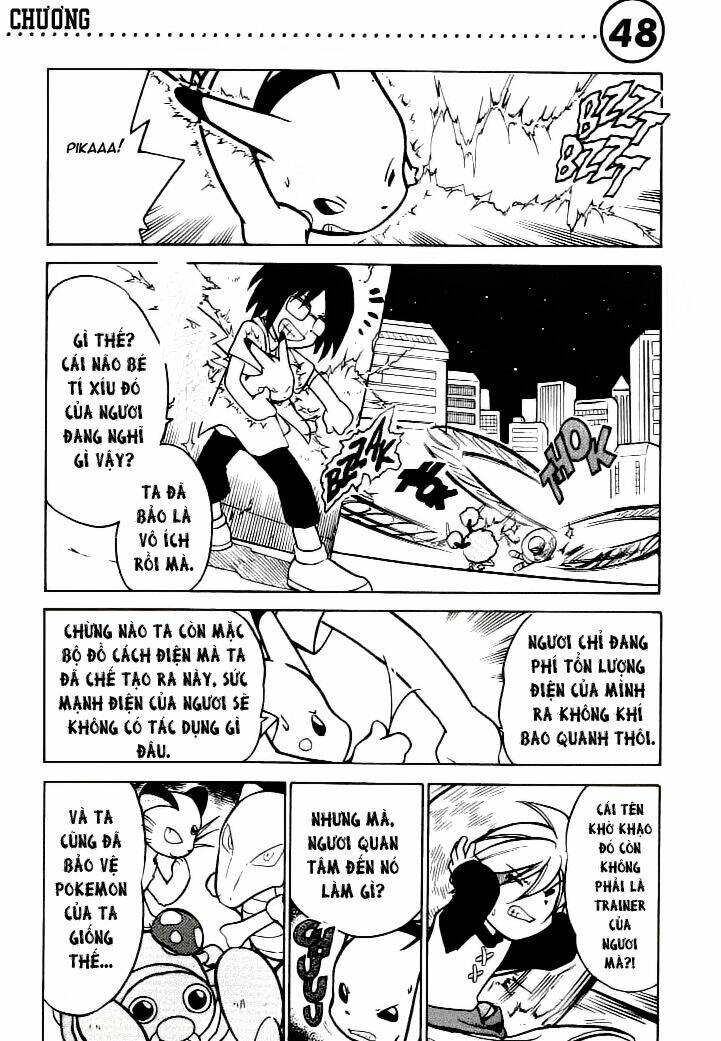 CHƯƠNG
48
PIKAAA!
BZZT
BZZT
GÌ THẾ?
CÁI NÃO BÉ
TÍ XÍU ĐÓ
CỦA NGƯƠI
ĐANG NGHĨ
GÌ VẬY?
TA ĐÃ
BẢO LÀ
VÔ ÍCH
RỒI MÀ.
BZZAK
THOK
THOK
NGƯƠI CHỈ ĐANG
PHÍ TỔN LƯỢNG
ĐIỆN CỦA MÌNH
RA KHÔNG KHÍ
BAO QUANH THÔI.
CHỪNG NÀO TA CÒN MẶC
BỘ ĐỒ CÁCH ĐIỆN MÀ TA
ĐÃ CHẾ TẠO RA NÀY, SỨC
MẠNH ĐIỆN CỦA NGƯƠI SẼ
KHÔNG CÓ TÁC DỤNG GÌ
ĐÂU.
VÀ TA
CŨNG ĐÃ
BẢO VỆ
POKEMON
CỦA TA
GIỐNG
THẾ...
NHƯNG MÀ,
NGƯƠI QUAN
TÂM ĐẾN NÓ
LÀM GÌ?
CÁI TÊN
KHỜ KHẠO
ĐÓ CÒN
KHÔNG
PHẢI LÀ
TRAINER
CỦA
NGƯƠI
MÀ?!